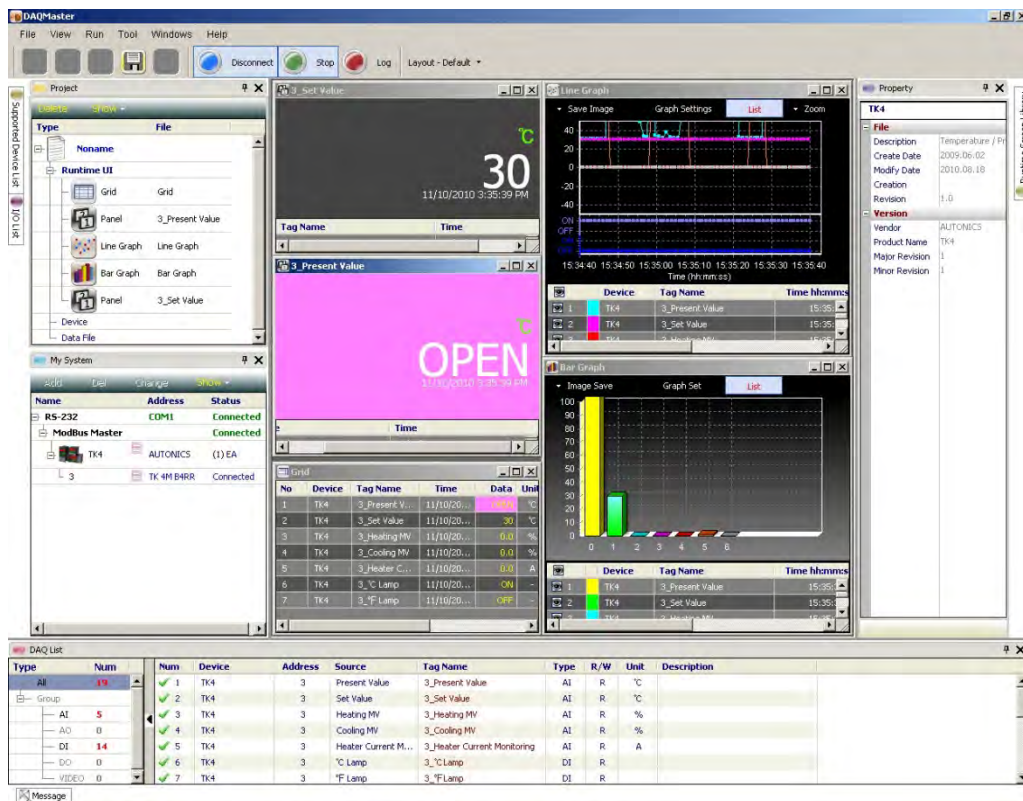 DAQMaster
File View Run Tool Windows Help
Disconnect Stop Log Layout - Default
Supported Device List
I/O List
Project
Delete Show
Type File
Noname
Runtime UI
Grid Grid
Panel 3_Present Value
Line Graph Line Graph
Bar Graph Bar Graph
Panel 3_Set Value
Device
Data File
My System
Add Del Change Show
Name Address Status
RS-232 COM1 Connected
ModBus Master Connected
TK4 AUTONICS (1) EA
3 TK 4M B4RR Connected
3_Set Value
°C
30
11/10/2010 3:35:39 PM
Tag Name Time
3_Present Value
°C
OPEN
11/10/2010 3:35:39 PM
Time
Grid
No Device Tag Name Time Data Unit
1 TK4 3_Present V... 11/10/20... OPEN °C
2 TK4 3_Set Value 11/10/20... 30 °C
3 TK4 3_Heating MV 11/10/20... 0.0 %
4 TK4 3_Cooling MV 11/10/20... 0.0 %
5 TK4 3_Heater C... 11/10/20... 0.0 A
6 TK4 3_°C Lamp 11/10/20... ON -
7 TK4 3_°F Lamp 11/10/20... OFF -
Line Graph
Save Image Graph Settings List Zoom
40
20
0
-20
-40
ON
OFF
15:34:40 15:34:50 15:35:00 15:35:10 15:35:20 15:35:30 15:35:40
Time (hh:mm:ss)
Device Tag Name Time hh:mm:s
1 TK4 3_Present Value 15:35:
2 TK4 3_Set Value 15:35:
3 TK4 3_Heating MV 15:35:
Bar Graph
Image Save Graph Set List
100
90
80
70
60
50
40
30
20
10
0
0 1 2 3 4 5 6
Device Tag Name Time hh:mm:s
1 TK4 3_Present Value 15:35:
2 TK4 3_Set Value 15:35:
Property
TK4
File
Description Temperature / Pr
Create Date 2009.06.02
Modify Date 2010.08.18
Creation
Revision 1.0
Version
Vendor AUTONICS
Product Name TK4
Major Revision 1
Minor Revision 1
DAQ List
Type Num
All 19
Group
AI 5
AO 0
DI 14
DO 0
VIDEO 0
Num Device Address Source Tag Name Type R/W Unit Description
1 TK4 3 Present Value 3_Present Value AI R °C
2 TK4 3 Set Value 3_Set Value AI R °C
3 TK4 3 Heating MV 3_Heating MV AI R %
4 TK4 3 Cooling MV 3_Cooling MV AI R %
5 TK4 3 Heater Current M... 3_Heater Current Monitoring AI R A
6 TK4 3 °C Lamp 3_°C Lamp DI R
7 TK4 3 °F Lamp 3_°F Lamp DI R
Message